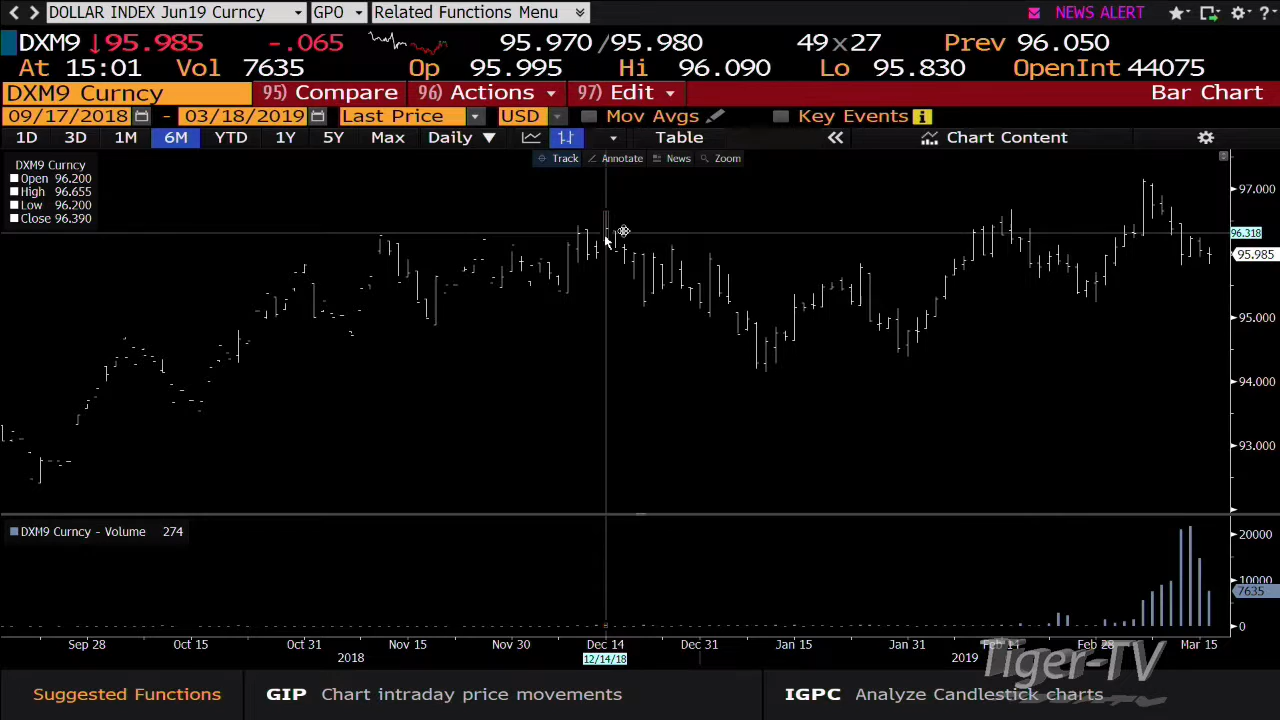 DOLLAR INDEX Jun19 Curncy GPO Related Functions Menu NEWS ALERT ?
DXM9 ↓95.985 -.065 95.970/95.980 49x27 Prev 96.050
At 15:01 Vol 7635 Op 95.995 Hi 96.090 Lo 95.830 OpenInt 44075
DXM9 Curncy 95) Compare 96) Actions 97) Edit Bar Chart
09/17/2018 - 03/18/2019 Last Price USD Mov Avgs Key Events i
1D 3D 1M 6M YTD 1Y 5Y Max Daily ▼ Table « Chart Content
Track Annotate News Zoom
DXM9 Curncy
Open 96.200
High 96.655
Low 96.200
Close 96.390
97.000
96.318
95.985
95.000
94.000
93.000
DXM9 Curncy - Volume 274
20000
10000
7635
0
Sep 28 Oct 15 Oct 31 Nov 15 Nov 30 Dec 14 Dec 31 Jan 15 Jan 31 Feb 14 Feb 28 Mar 15
2018 12/14/18 2019
Tiger-TV
Suggested Functions GIP Chart intraday price movements IGPC Analyze Candlestick charts